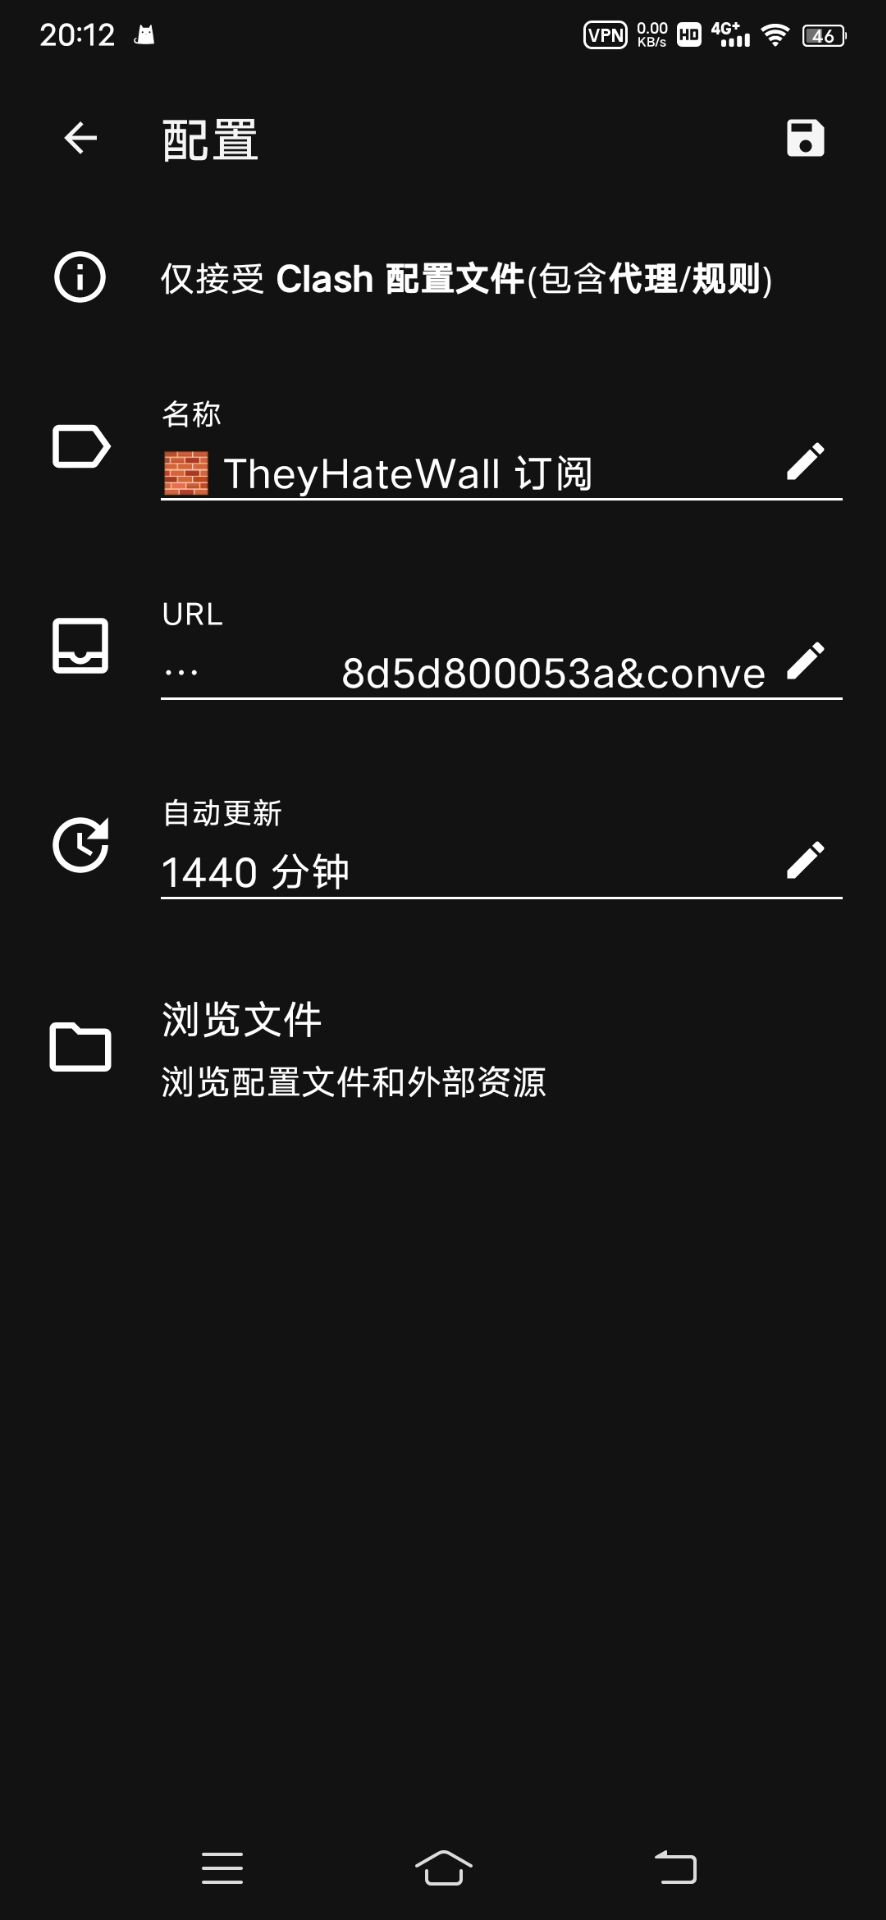 20:12 VPN 0.00 KB/s HD 4G+ 46
配置
仅接受 Clash 配置文件(包含代理/规则)
名称
🧱 TheyHateWall 订阅
URL
... 8d5d800053a&conve
自动更新
1440 分钟
浏览文件
浏览配置文件和外部资源